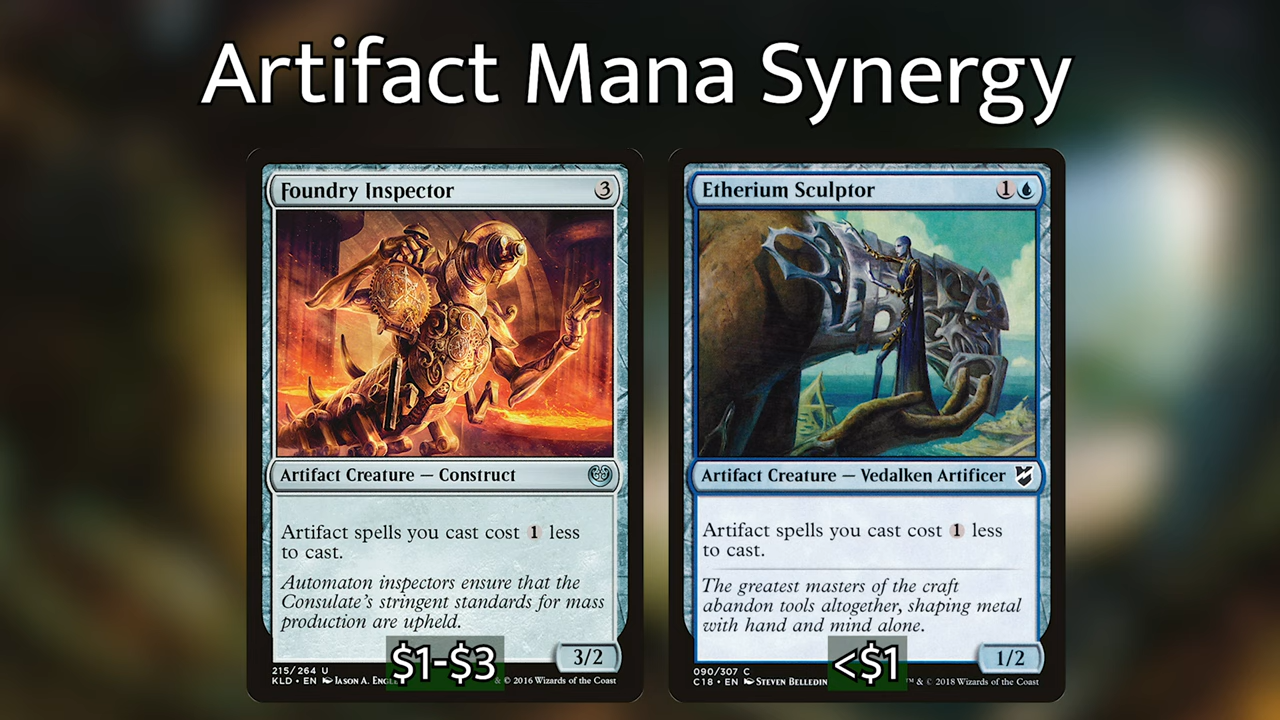 Artifact Mana Synergy
Foundry Inspector 3
Artifact Creature — Construct
Artifact spells you cast cost 1 less
to cast.
Automaton inspectors ensure that the
Consulate's stringent standards for mass
production are upheld.
$1-$3
3/2
215/264 U
KLD • EN JASON A.
& © 2016 Wizards of the Coast
Etherium Sculptor 1
Artifact Creature — Vedalken Artificer
Artifact spells you cast cost 1 less
to cast.
The greatest masters of the craft
abandon tools altogether, shaping metal
with hand and mind alone.
<$1
1/2
090/307 C
C18 • EN STEVEN BELLEDIN
™ & © 2018 Wizards of the Coast